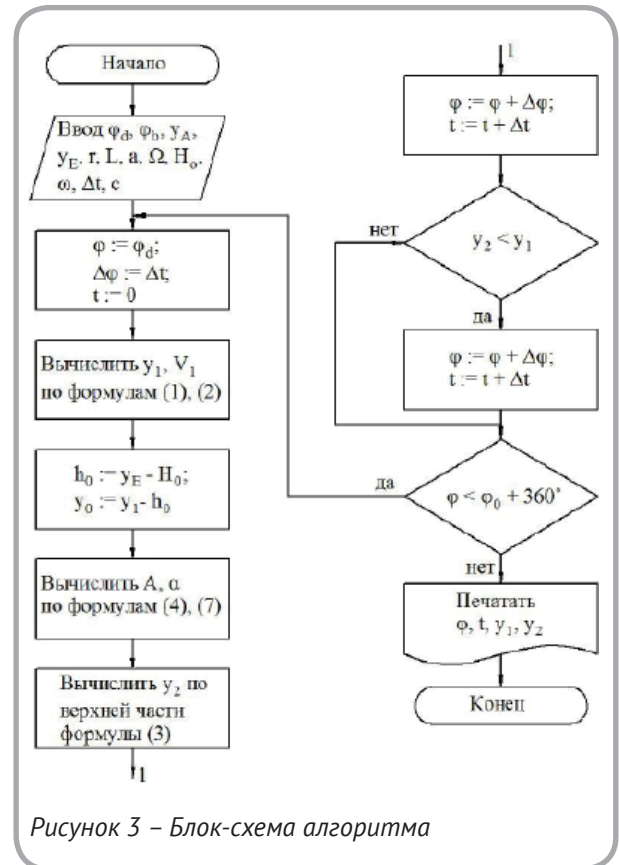 Начало
Ввод φd, φb, yA,
yE, r, L, a, Ω, Ho,
ω, Δt, c
φ := φd;
Δφ := Δt;
t := 0
Вычислить y1, V1
по формулам (1), (2)
h0 := yE - H0;
y0 := y1- h0
Вычислить A, α
по формулам (4), (7)
Вычислить y2 по
верхней части
формулы (3)
1
1
φ := φ + Δφ;
t := t + Δt
нет
y2 < y1
да
φ := φ + Δφ;
t := t + Δt
да
φ < φ0 + 360°
нет
Печатать
φ, t, y1, y2
Конец
Рисунок 3 – Блок-схема алгоритма